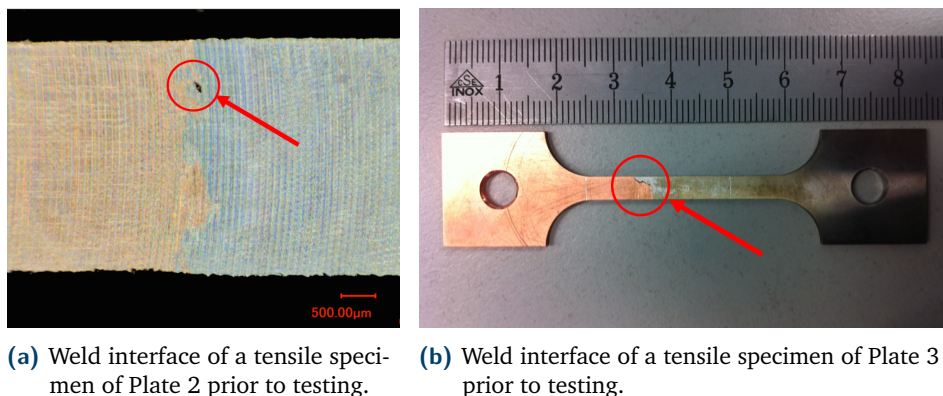 500.00µm
1 2 3 4 5 6 7 8
CSE
INOX
(a) Weld interface of a tensile speci-
men of Plate 2 prior to testing.
(b) Weld interface of a tensile specimen of Plate 3
prior to testing.